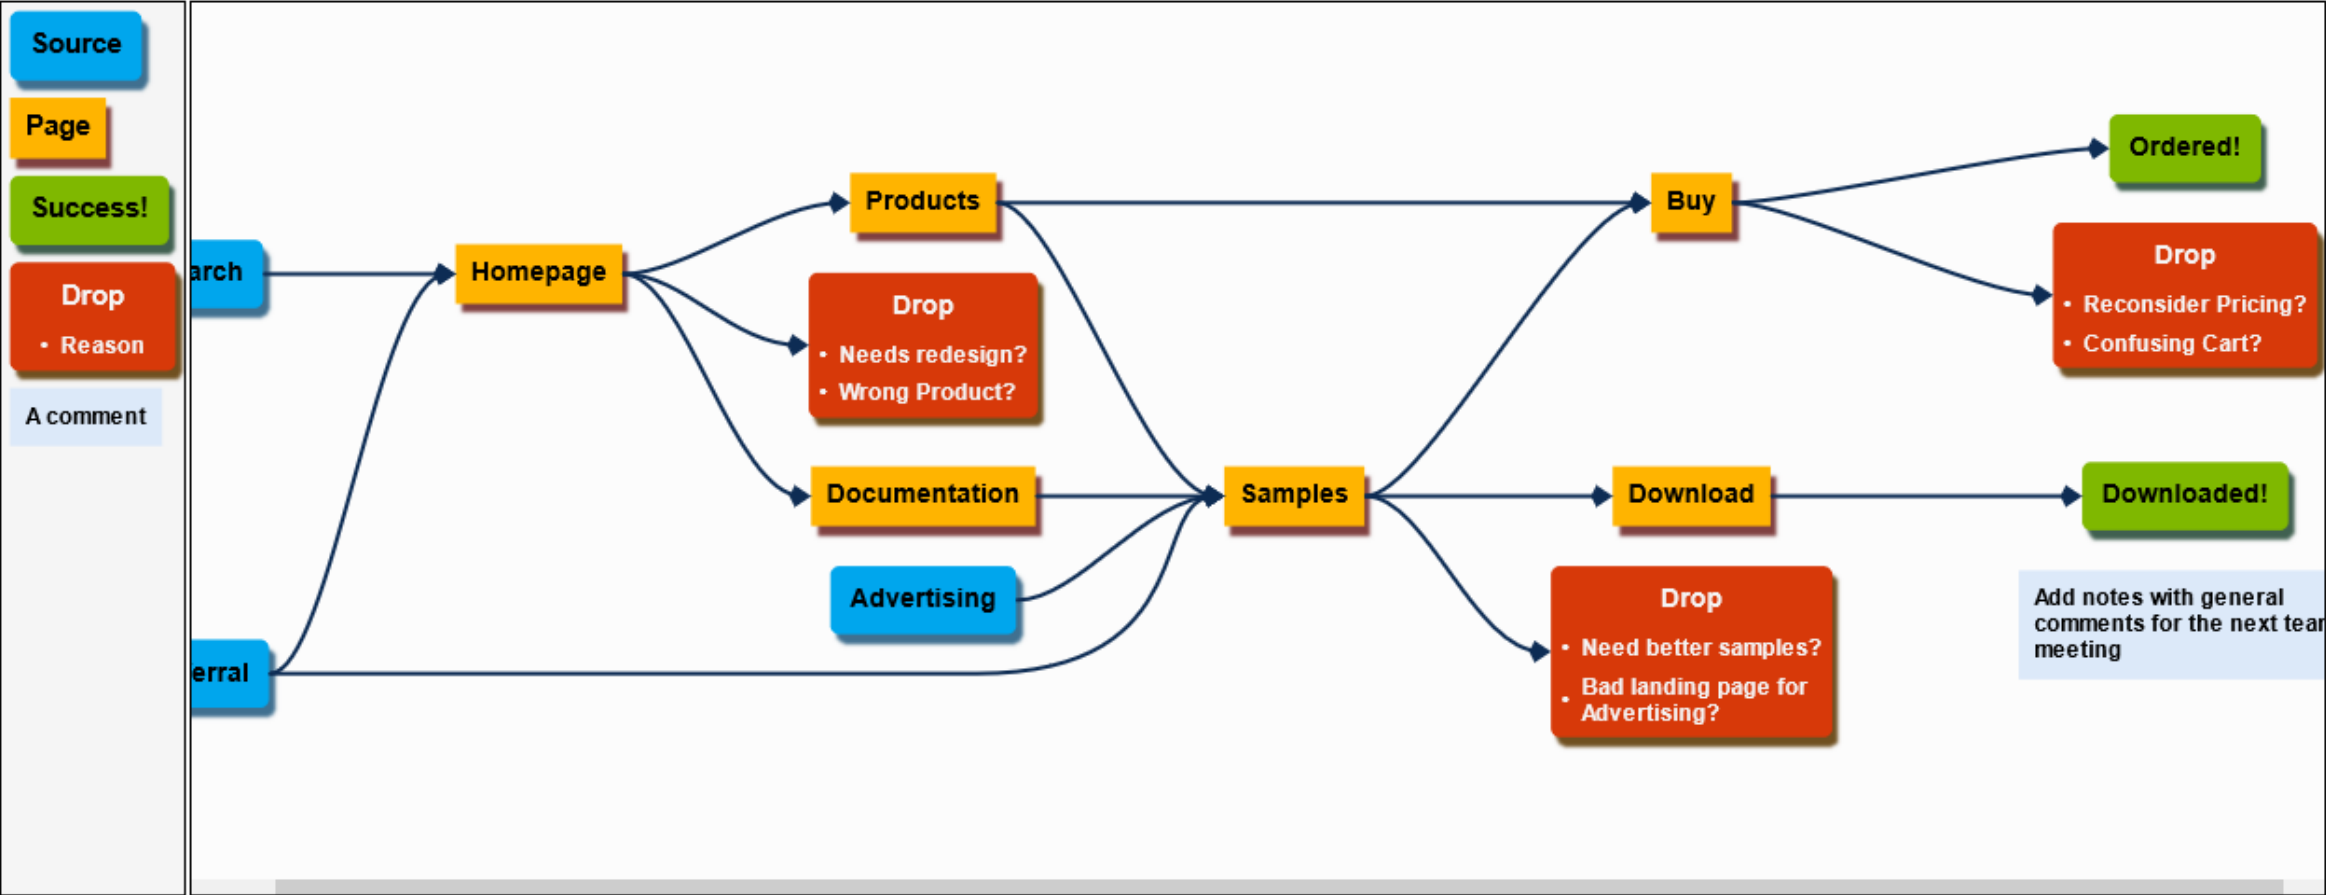 Source
Page
Success!
Drop
• Reason
A comment
arch
erral
Homepage
Products
Drop
• Needs redesign?
• Wrong Product?
Documentation
Advertising
Samples
Buy
Download
Drop
• Need better samples?
• Bad landing page for
Advertising?
Ordered!
Drop
• Reconsider Pricing?
• Confusing Cart?
Downloaded!
Add notes with general
comments for the next tear
meeting